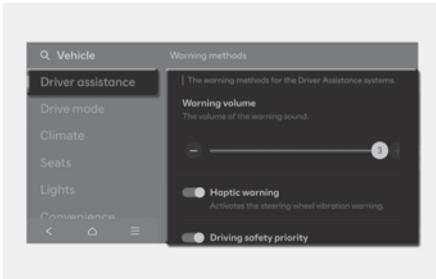 Vehicle
Warning methods
Driver assistance
The warning methods for the Driver Assistance systems.
Drive mode
Warning volume
The volume of the warning sound.
Climate
3
Seats
Lights
Haptic warning
Activates the steering wheel vibration warning.
Convenience
Driving safety priority